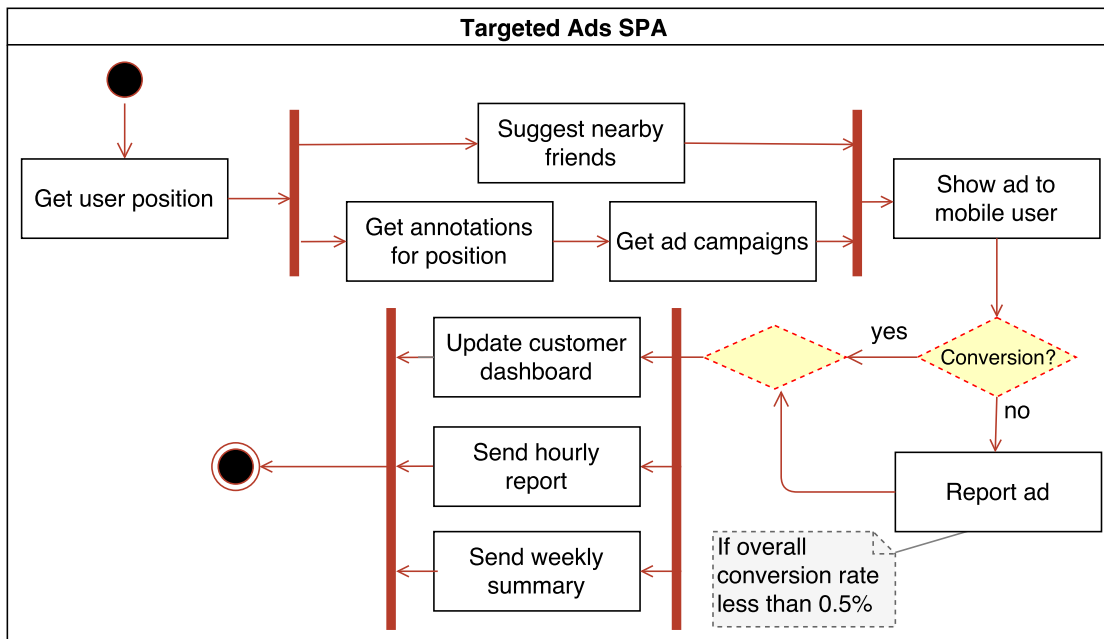 Targeted Ads SPA
Suggest nearby
friends
Get user position
Show ad to
mobile user
Get annotations
for position
Get ad campaigns
Update customer
dashboard
yes
Conversion?
no
Send hourly
report
Report ad
Send weekly
summary
If overall
conversion rate
less than 0.5%